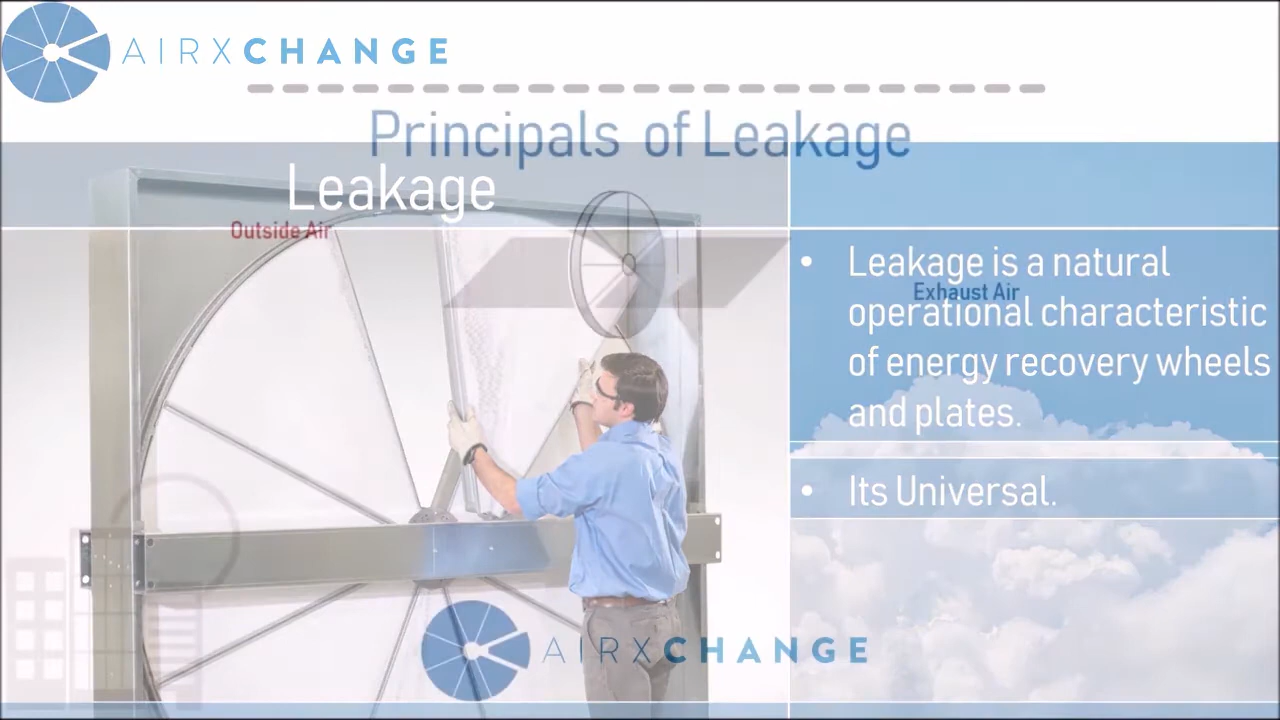 AIRXCHANGE
Principals of Leakage
Leakage
Outside Air
Leakage is a natural
Exhaust Air
operational characteristic
of energy recovery wheels
and plates.
Its Universal.
AIRXCHANGE